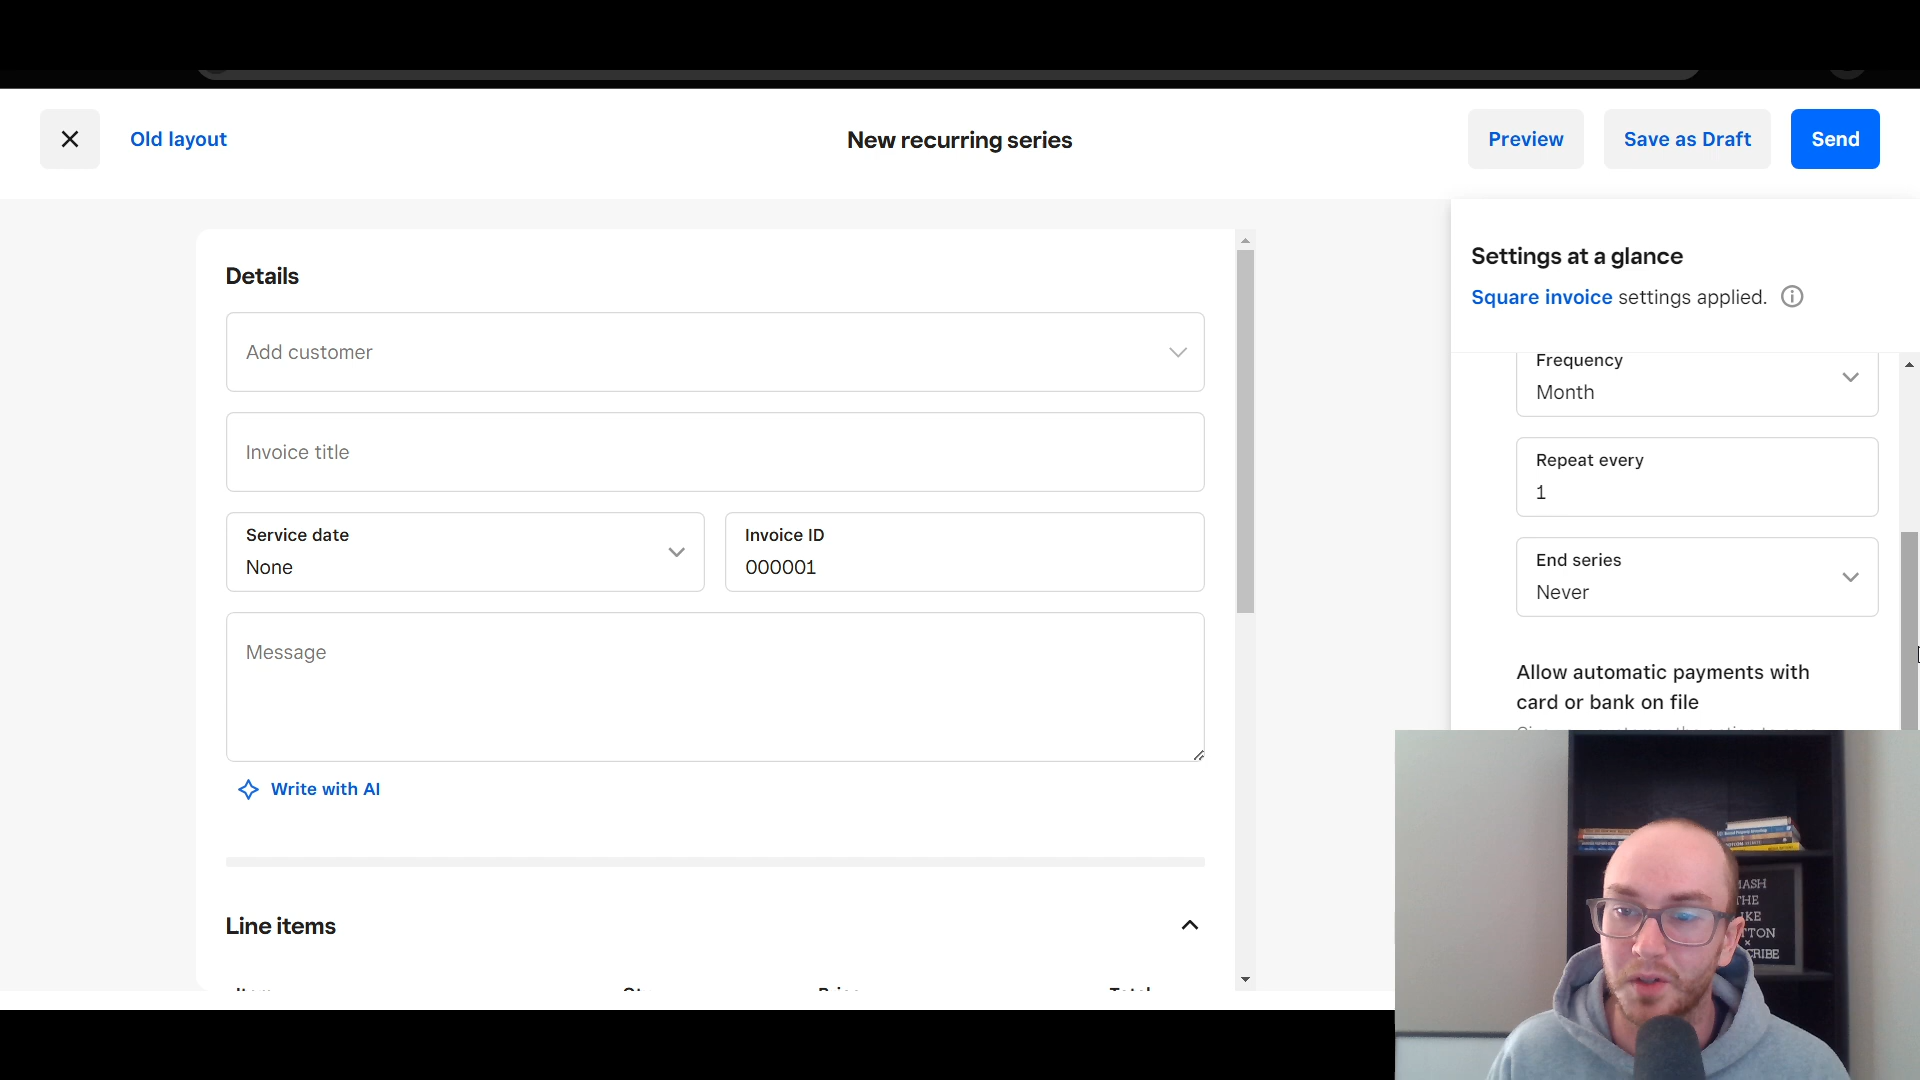 Old layout
New recurring series
Preview
Save as Draft
Send
Details
Add customer
Invoice title
Service date
None
Invoice ID
000001
Message
Write with AI
Line items
Settings at a glance
Square invoice settings applied.
Frequency
Month
Repeat every
1
End series
Never
Allow automatic payments with
card or bank on file
THE